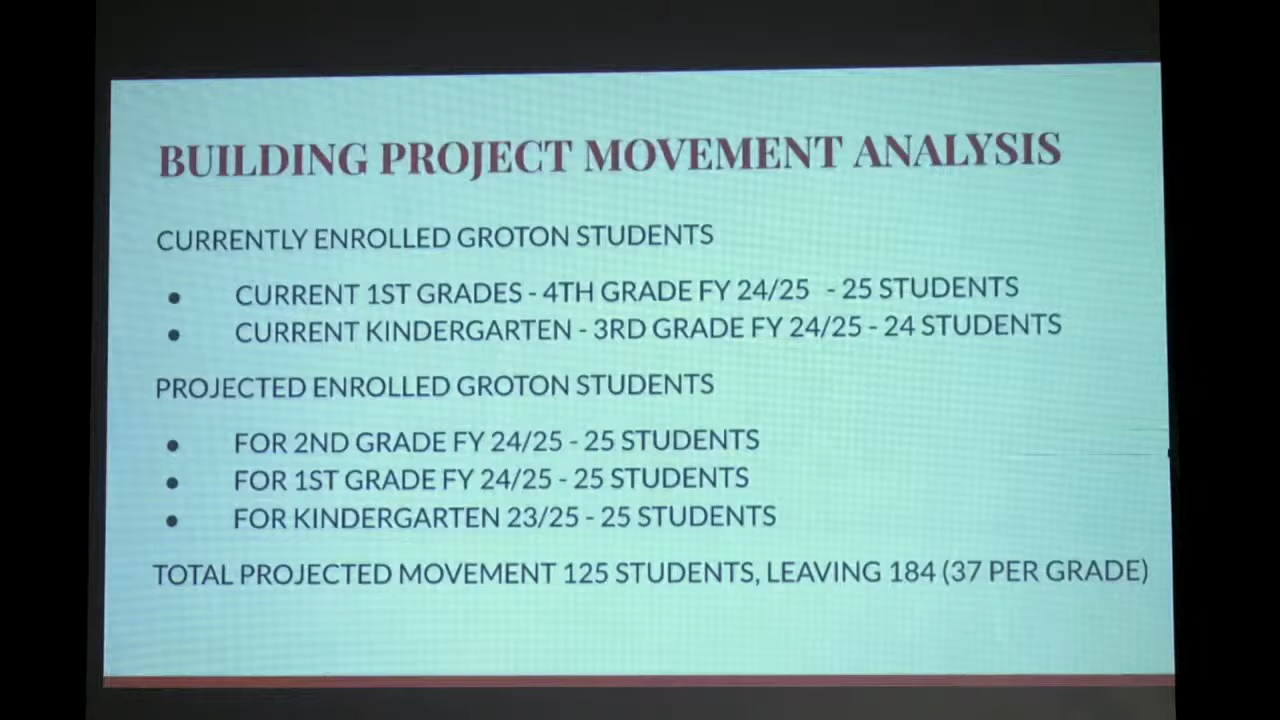 BUILDING PROJECT MOVEMENT ANALYSIS
CURRENTLY ENROLLED GROTON STUDENTS
● CURRENT 1ST GRADES - 4TH GRADE FY 24/25 - 25 STUDENTS
● CURRENT KINDERGARTEN - 3RD GRADE FY 24/25 - 24 STUDENTS
PROJECTED ENROLLED GROTON STUDENTS
● FOR 2ND GRADE FY 24/25 - 25 STUDENTS
● FOR 1ST GRADE FY 24/25 - 25 STUDENTS
● FOR KINDERGARTEN 23/25 - 25 STUDENTS
TOTAL PROJECTED MOVEMENT 125 STUDENTS, LEAVING 184 (37 PER GRADE)